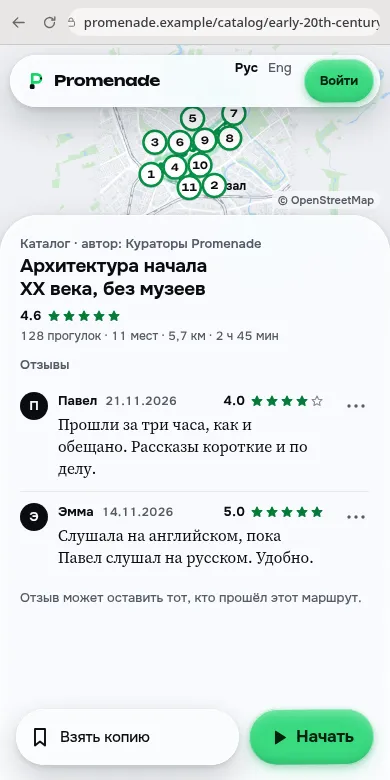 promenade.example/catalog/early-20th-century
Promenade
Рус Eng
Войти
5
7
3
6
9
8
1
4
10
11
2
зал
© OpenStreetMap
Каталог · автор: Кураторы Promenade
Архитектура начала
XX века, без музеев
4.6
128 прогулок · 11 мест · 5,7 км · 2 ч 45 мин
Отзывы
П
Павел 21.11.2026 4.0
Прошли за три часа, как и
обещано. Рассказы короткие и по
делу.
Э
Эмма 14.11.2026 5.0
Слушала на английском, пока
Павел слушал на русском. Удобно.
Отзыв может оставить тот, кто прошёл этот маршрут.
Взять копию
Начать